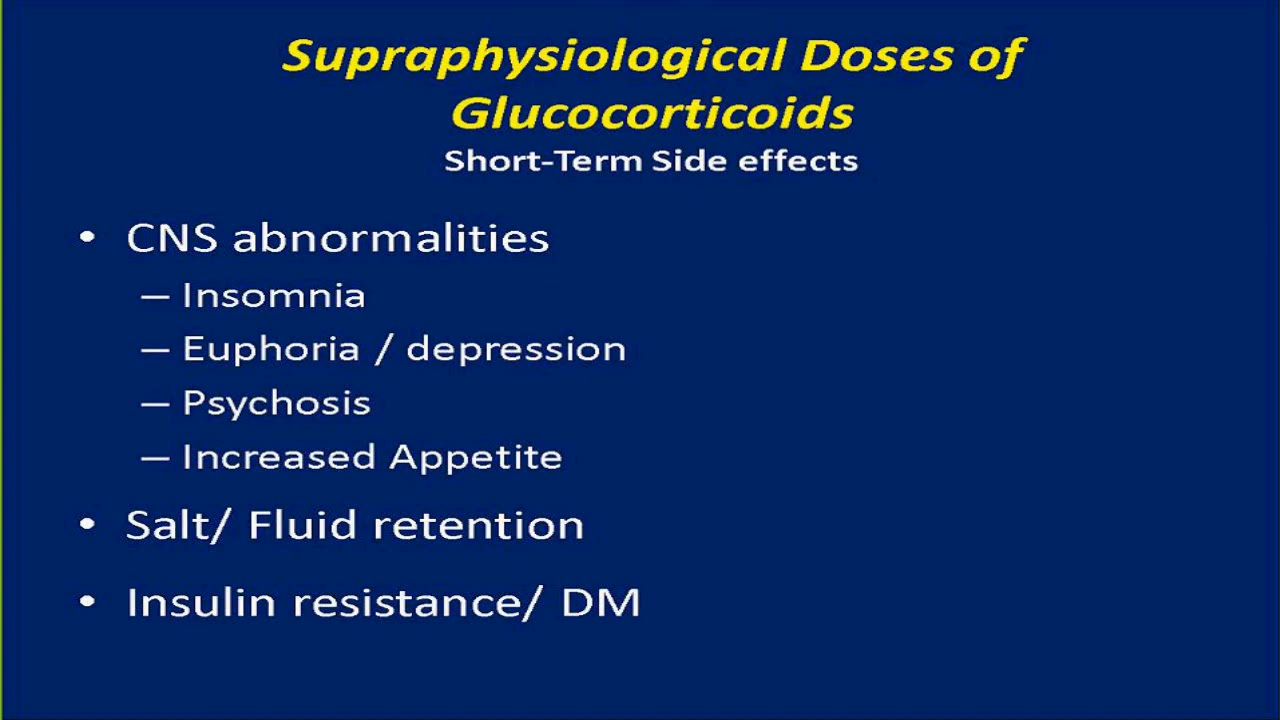 Supraphysiological Doses of
Glucocorticoids
Short-Term Side effects
• CNS abnormalities
– Insomnia
– Euphoria / depression
– Psychosis
– Increased Appetite
• Salt/ Fluid retention
• Insulin resistance/ DM